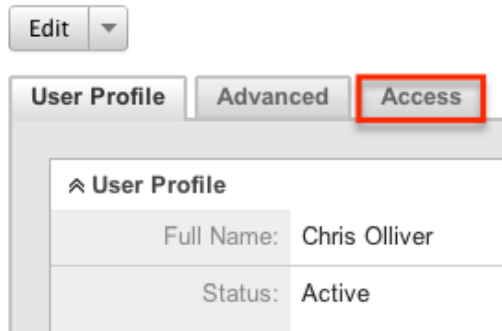 Edit
User Profile Advanced Access
User Profile
Full Name: Chris Olliver
Status: Active